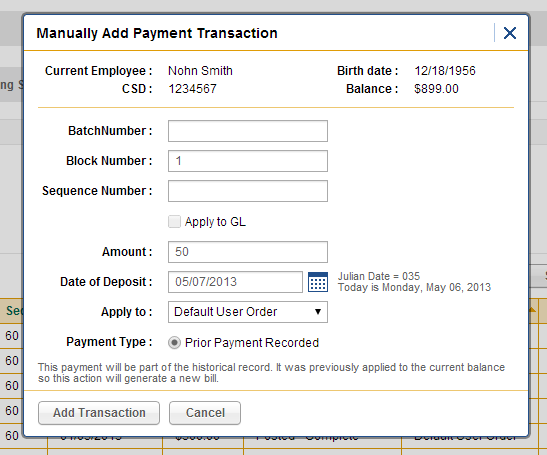 Manually Add Payment Transaction
Current Employee : Nohn Smith Birth date : 12/18/1956
CSD : 1234567 Balance : $899.00
BatchNumber :
Block Number : 1
Sequence Number :
Apply to GL
Amount : 50
Date of Deposit : 05/07/2013 Julian Date = 035
Today is Monday, May 06, 2013
Apply to : Default User Order
Payment Type : Prior Payment Recorded
This payment will be part of the historical record. It was previously applied to the current balance
so this action will generate a new bill.
Add Transaction Cancel
ng S
Se
60
60
60
60
60